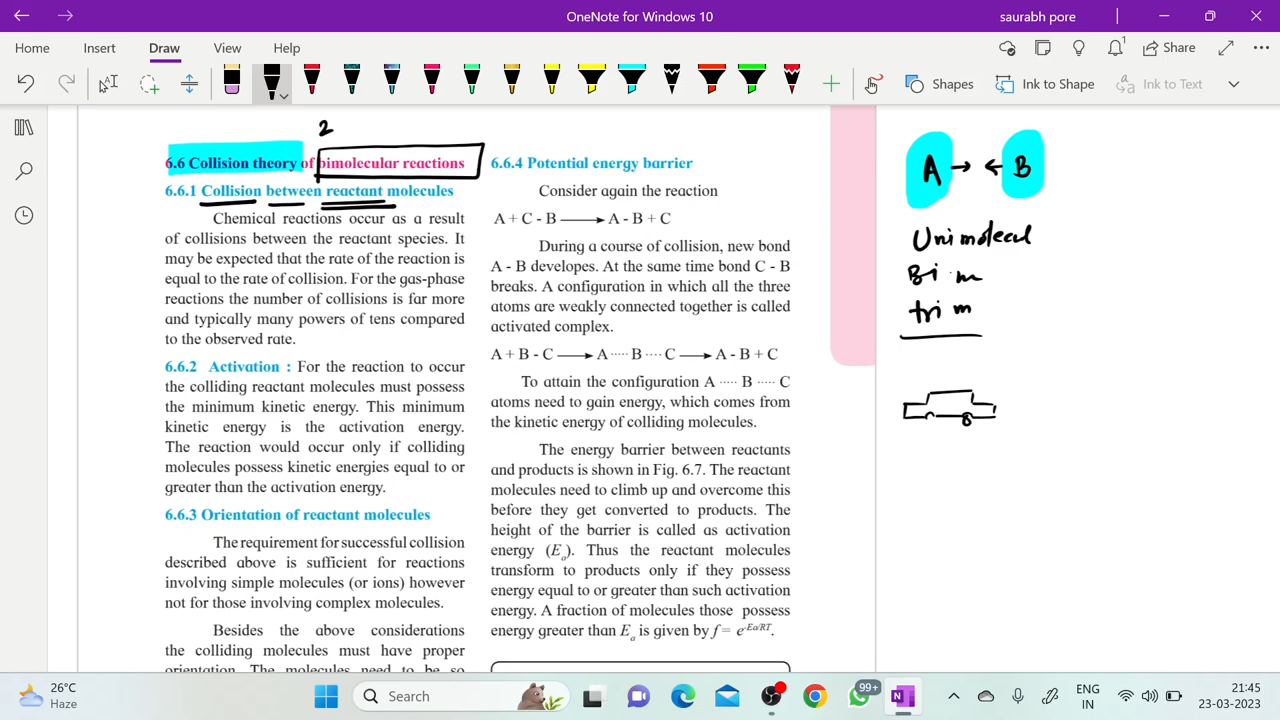 OneNote for Windows 10
saurabh pore
Home Insert Draw View Help
Share
Shapes Ink to Shape Ink to Text
2
6.6 Collision theory of bimolecular reactions
6.6.1 Collision between reactant molecules
Chemical reactions occur as a result
of collisions between the reactant species. It
may be expected that the rate of the reaction is
equal to the rate of collision. For the gas-phase
reactions the number of collisions is far more
and typically many powers of tens compared
to the observed rate.
6.6.2 Activation : For the reaction to occur
the colliding reactant molecules must possess
the minimum kinetic energy. This minimum
kinetic energy is the activation energy.
The reaction would occur only if colliding
molecules possess kinetic energies equal to or
greater than the activation energy.
6.6.3 Orientation of reactant molecules
The requirement for successful collision
described above is sufficient for reactions
involving simple molecules (or ions) however
not for those involving complex molecules.
Besides the above considerations
the colliding molecules must have proper
orientation. The molecules need to be so
6.6.4 Potential energy barrier
Consider again the reaction
A + C - B ⟶ A - B + C
During a course of collision, new bond
A - B developes. At the same time bond C - B
breaks. A configuration in which all the three
atoms are weakly connected together is called
activated complex.
A + B - C ⟶ A ····· B ···· C ⟶ A - B + C
To attain the configuration A ····· B ····· C
atoms need to gain energy, which comes from
the kinetic energy of colliding molecules.
The energy barrier between reactants
and products is shown in Fig. 6.7. The reactant
molecules need to climb up and overcome this
before they get converted to products. The
height of the barrier is called as activation
energy (Ea). Thus the reactant molecules
transform to products only if they possess
energy equal to or greater than such activation
energy. A fraction of molecules those possess
energy greater than Ea is given by f = e-Ea/RT.
A → ← B
Unimolecul
Bi m
tri m
26°C
Haze
Search
99+
ENG
IN
21:45
23-03-2023